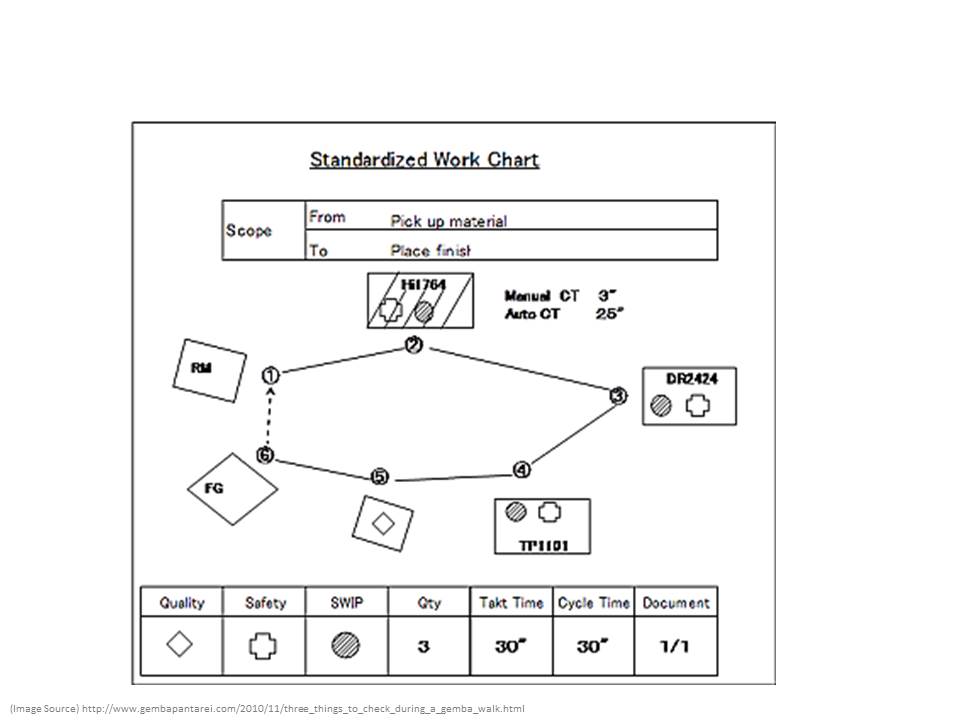 Standardized Work Chart
Scope
From Pick up material
To Place finish
Hi1764
Manual CT 3"
Auto CT 25"
RM
1
2
3
DR2424
6
5
4
FG
TP1101
Quality Safety SWIP Qty Takt Time Cycle Time Document
3 30" 30" 1/1
(Image Source) http://www.gembapantarei.com/2010/11/three_things_to_check_during_a_gemba_walk.html